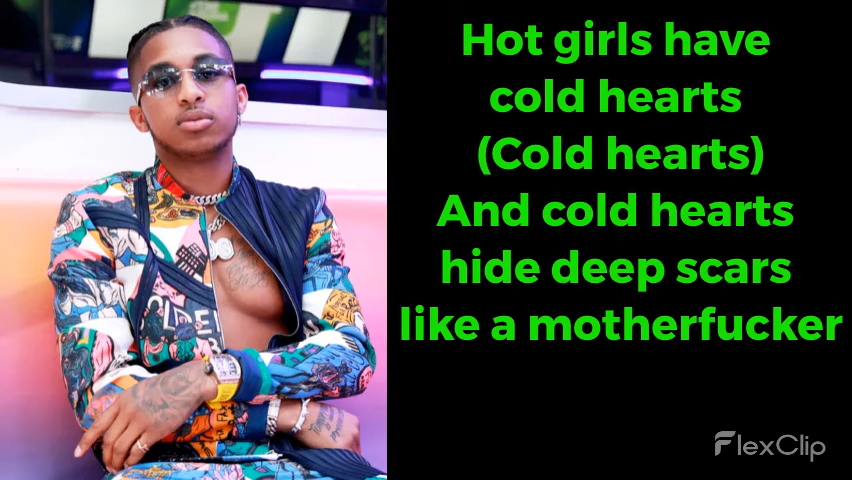 Hot girls have
cold hearts
(Cold hearts)
And cold hearts
hide deep scars
like a motherfucker
FlexClip